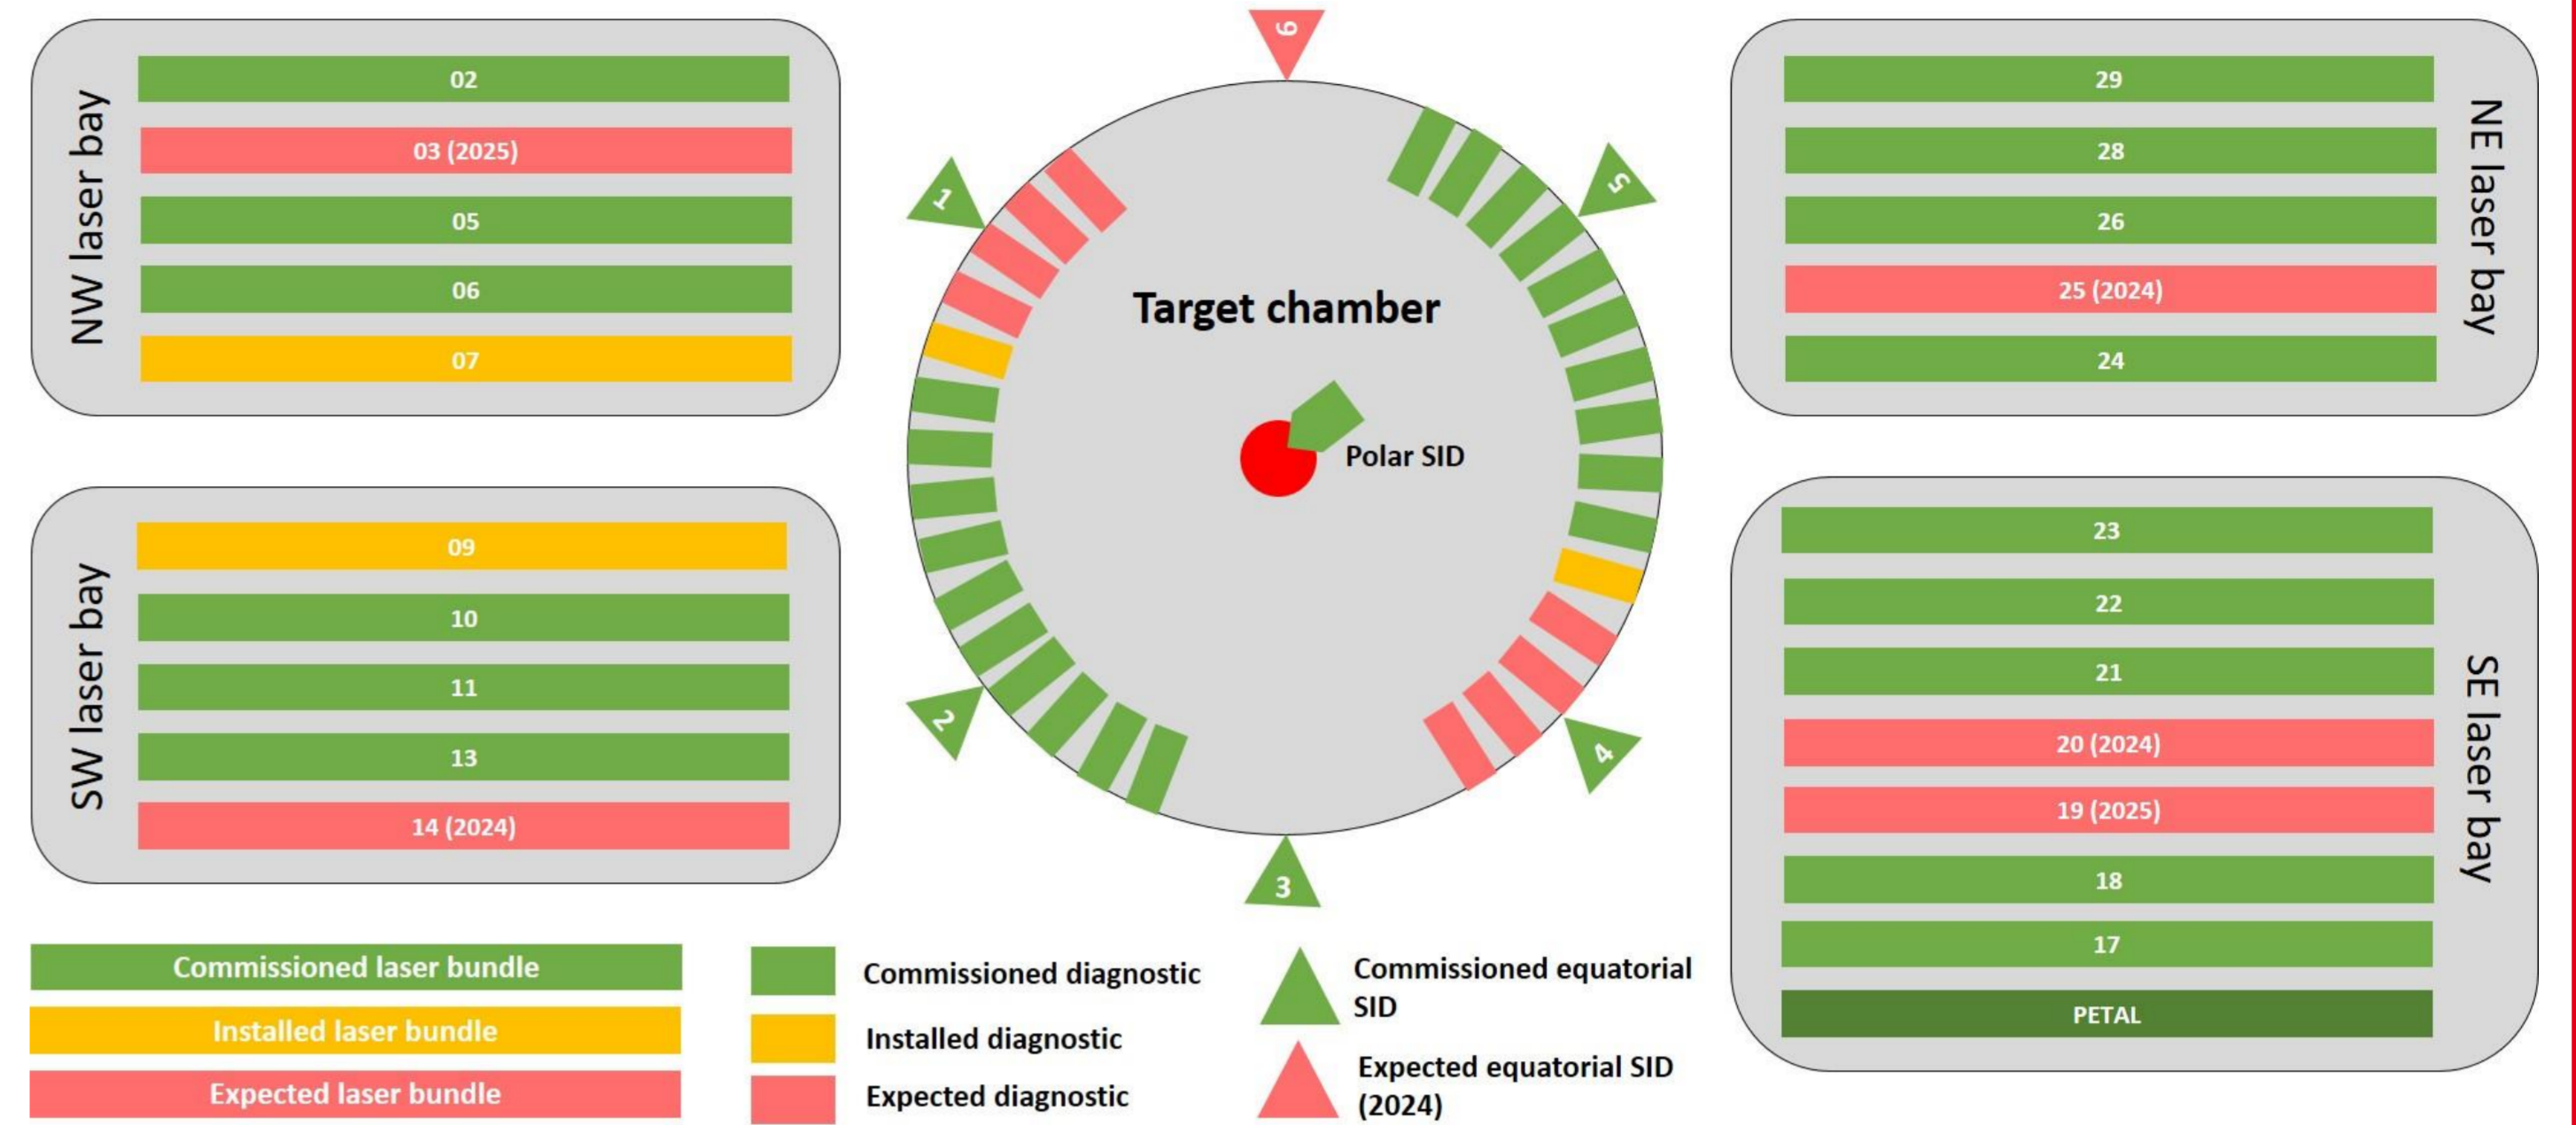 NW laser bay
02
03 (2025)
05
06
07
SW laser bay
09
10
11
13
14 (2024)
6
1
5
Target chamber
Polar SID
2
4
3
NE laser bay
29
28
26
25 (2024)
24
SE laser bay
23
22
21
20 (2024)
19 (2025)
18
17
PETAL
Commissioned laser bundle
Installed laser bundle
Expected laser bundle
Commissioned diagnostic
Installed diagnostic
Expected diagnostic
Commissioned equatorial
SID
Expected equatorial SID
(2024)